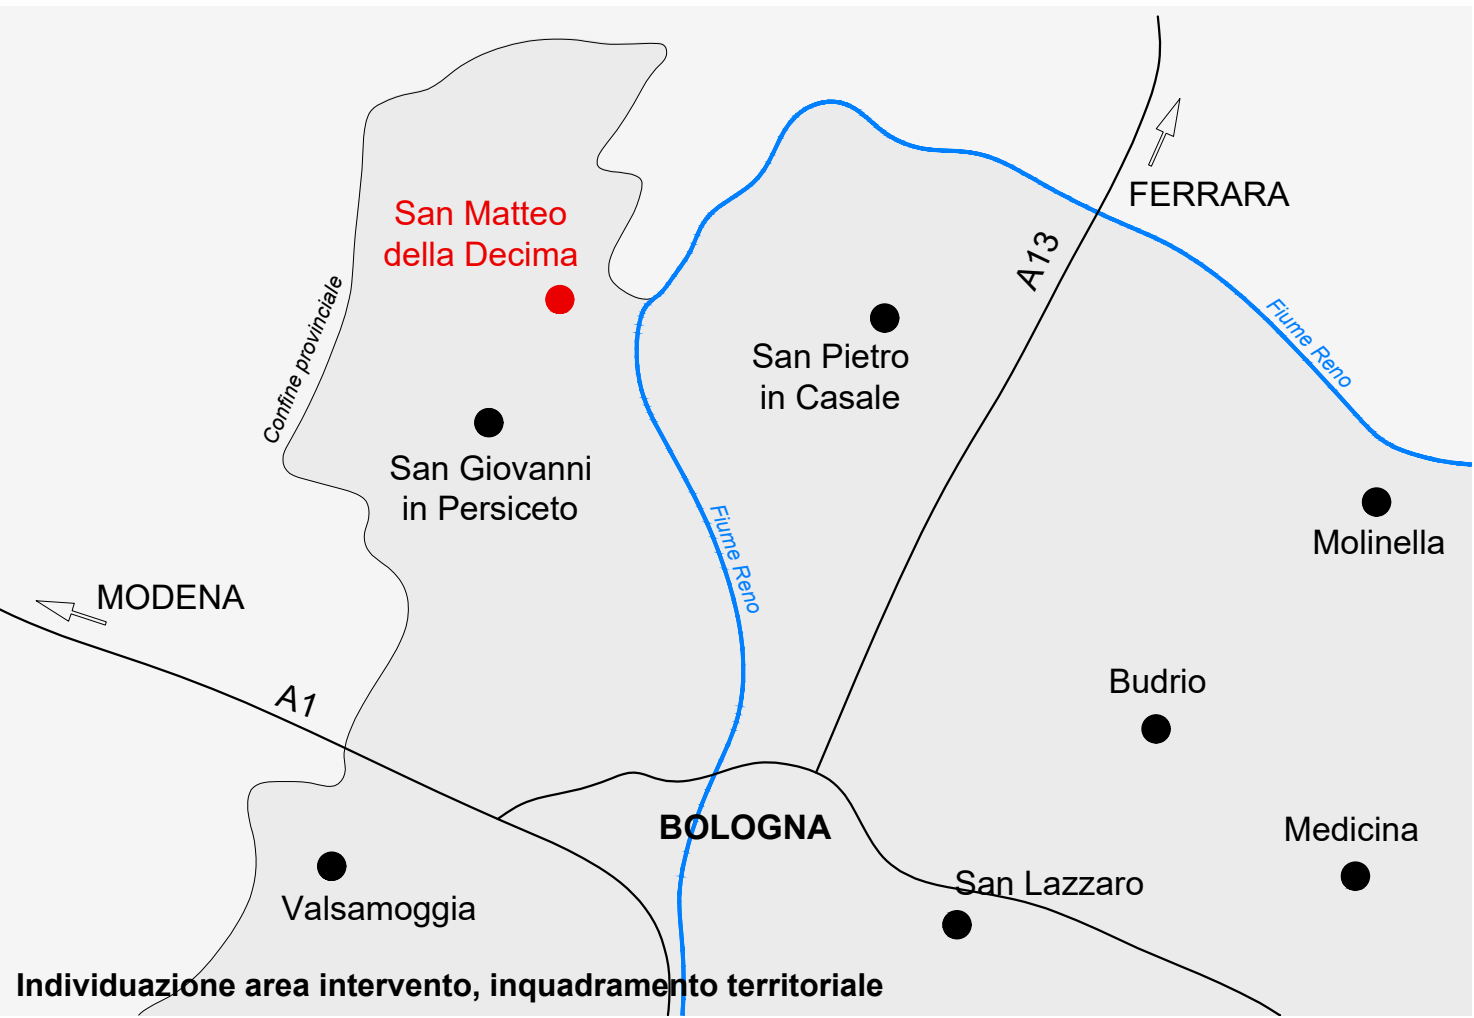 FERRARA
San Matteo
della Decima
A13
Confine provinciale
Fiume Reno
San Pietro
in Casale
San Giovanni
in Persiceto
Fiume Reno
Molinella
MODENA
A1
Budrio
BOLOGNA
Medicina
San Lazzaro
Valsamoggia
Individuazione area intervento, inquadramento territoriale